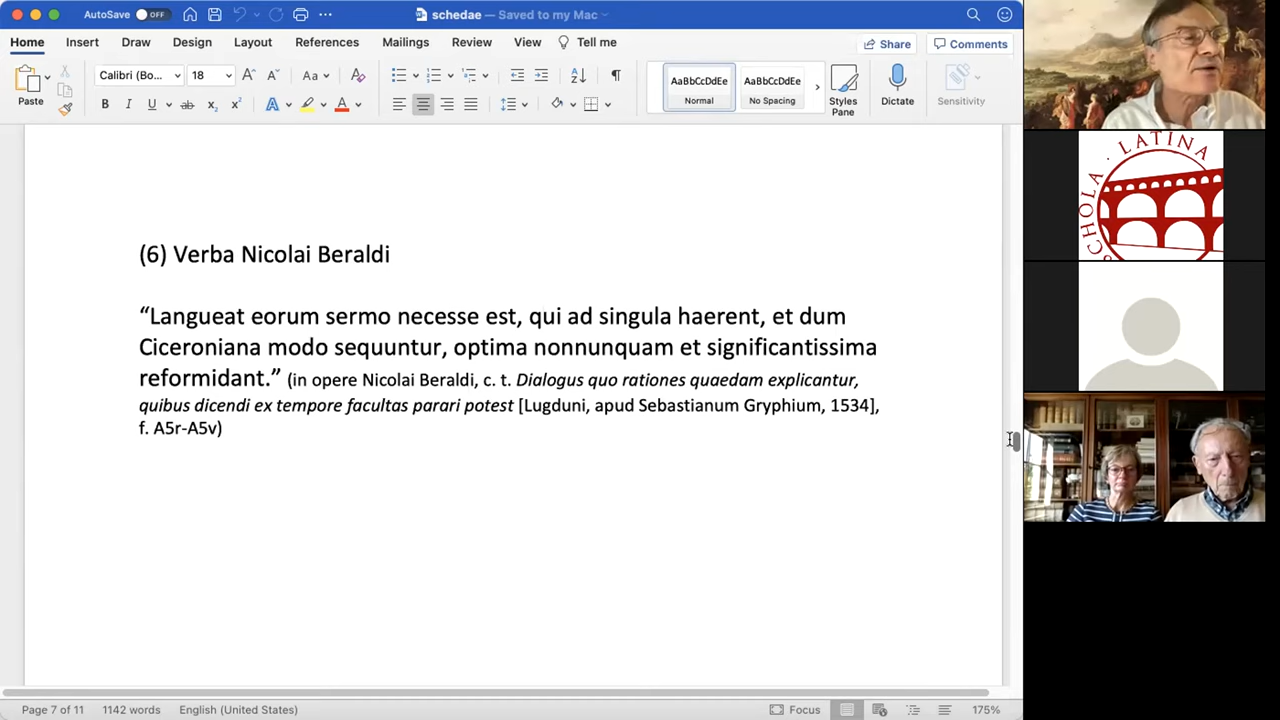 AutoSave OFF
schedae — Saved to my Mac
Home Insert Draw Design Layout References Mailings Review View Tell me
Share Comments
Paste
Calibri (Bo... 18
Aa
AaBbCcDdEe AaBbCcDdEe
Normal No Spacing
Styles Pane
Dictate
Sensitivity
(6) Verba Nicolai Beraldi
“Langueat eorum sermo necesse est, qui ad singula haerent, et dum
Ciceroniana modo sequuntur, optima nonnunquam et significantissima
reformidant.” (in opere Nicolai Beraldi, c. t. Dialogus quo rationes quaedam explicantur,
quibus dicendi ex tempore facultas parari potest [Lugduni, apud Sebastianum Gryphium, 1534],
f. A5r-A5v)
SCHOLA · LATINA
Page 7 of 11 1142 words English (United States) Focus 175%